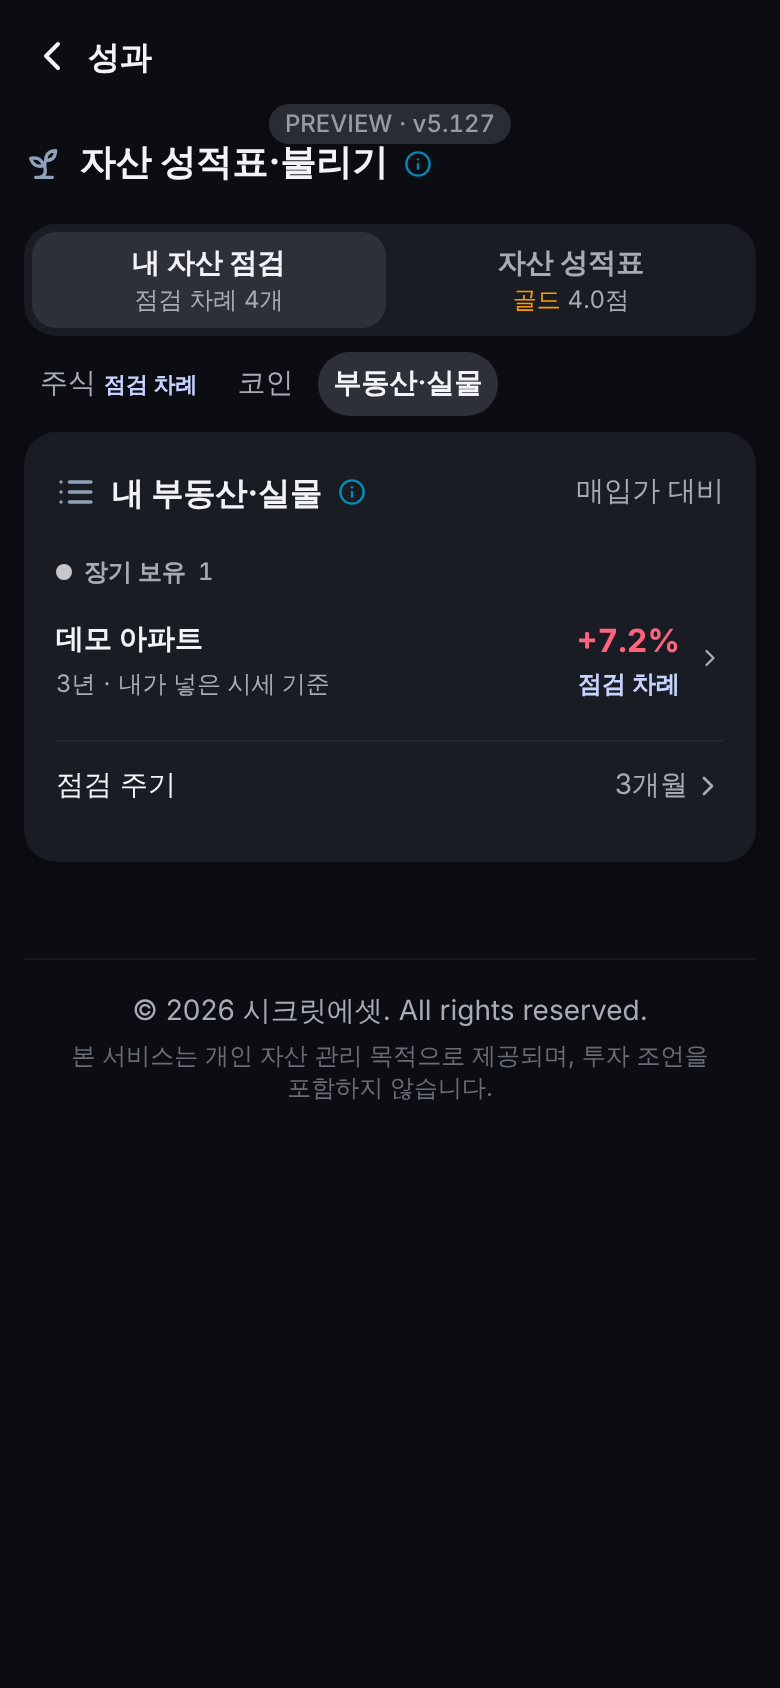 성과
PREVIEW · v5.127
자산 성적표·불리기
내 자산 점검
점검 차례 4개
자산 성적표
골드 4.0점
주식 점검 차례 코인 부동산·실물
내 부동산·실물 매입가 대비
장기 보유 1
데모 아파트 +7.2%
3년 · 내가 넣은 시세 기준 점검 차례
점검 주기 3개월
© 2026 시크릿에셋. All rights reserved.
본 서비스는 개인 자산 관리 목적으로 제공되며, 투자 조언을
포함하지 않습니다.